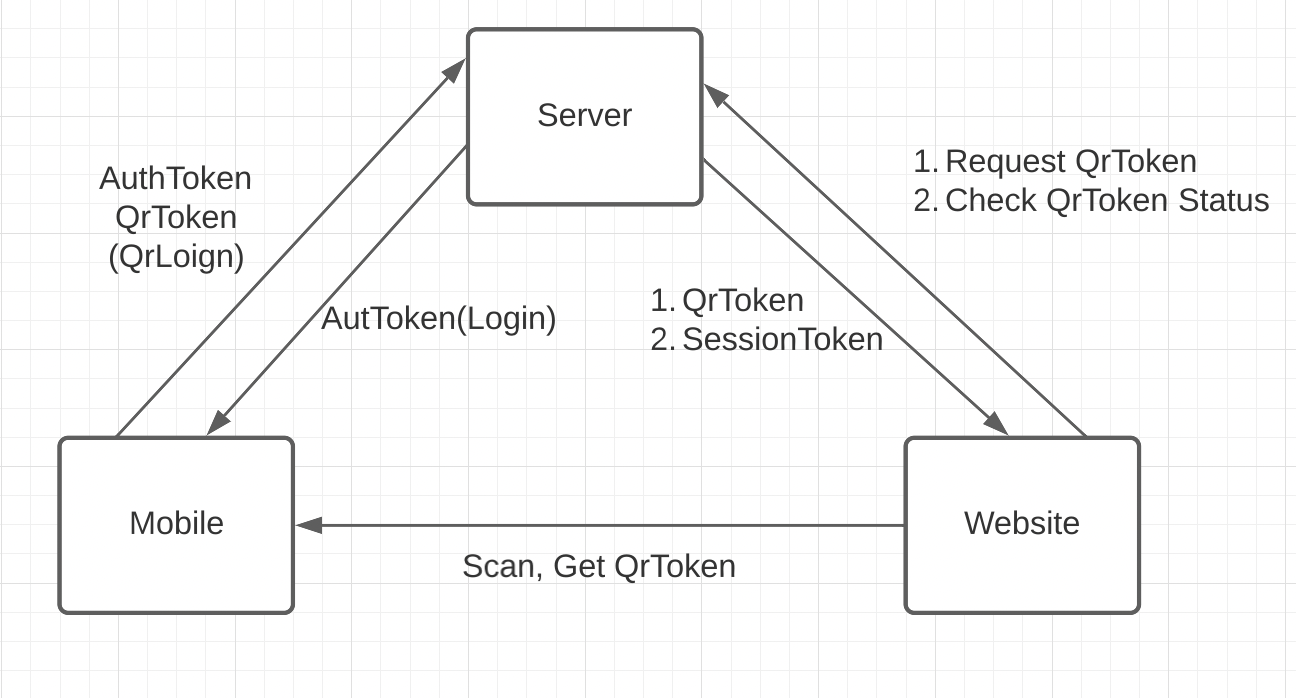 Server
1. Request QrToken
2. Check QrToken Status
AuthToken
QrToken
(QrLoign)
AutToken(Login)
1. QrToken
2. SessionToken
Mobile
Website
Scan, Get QrToken